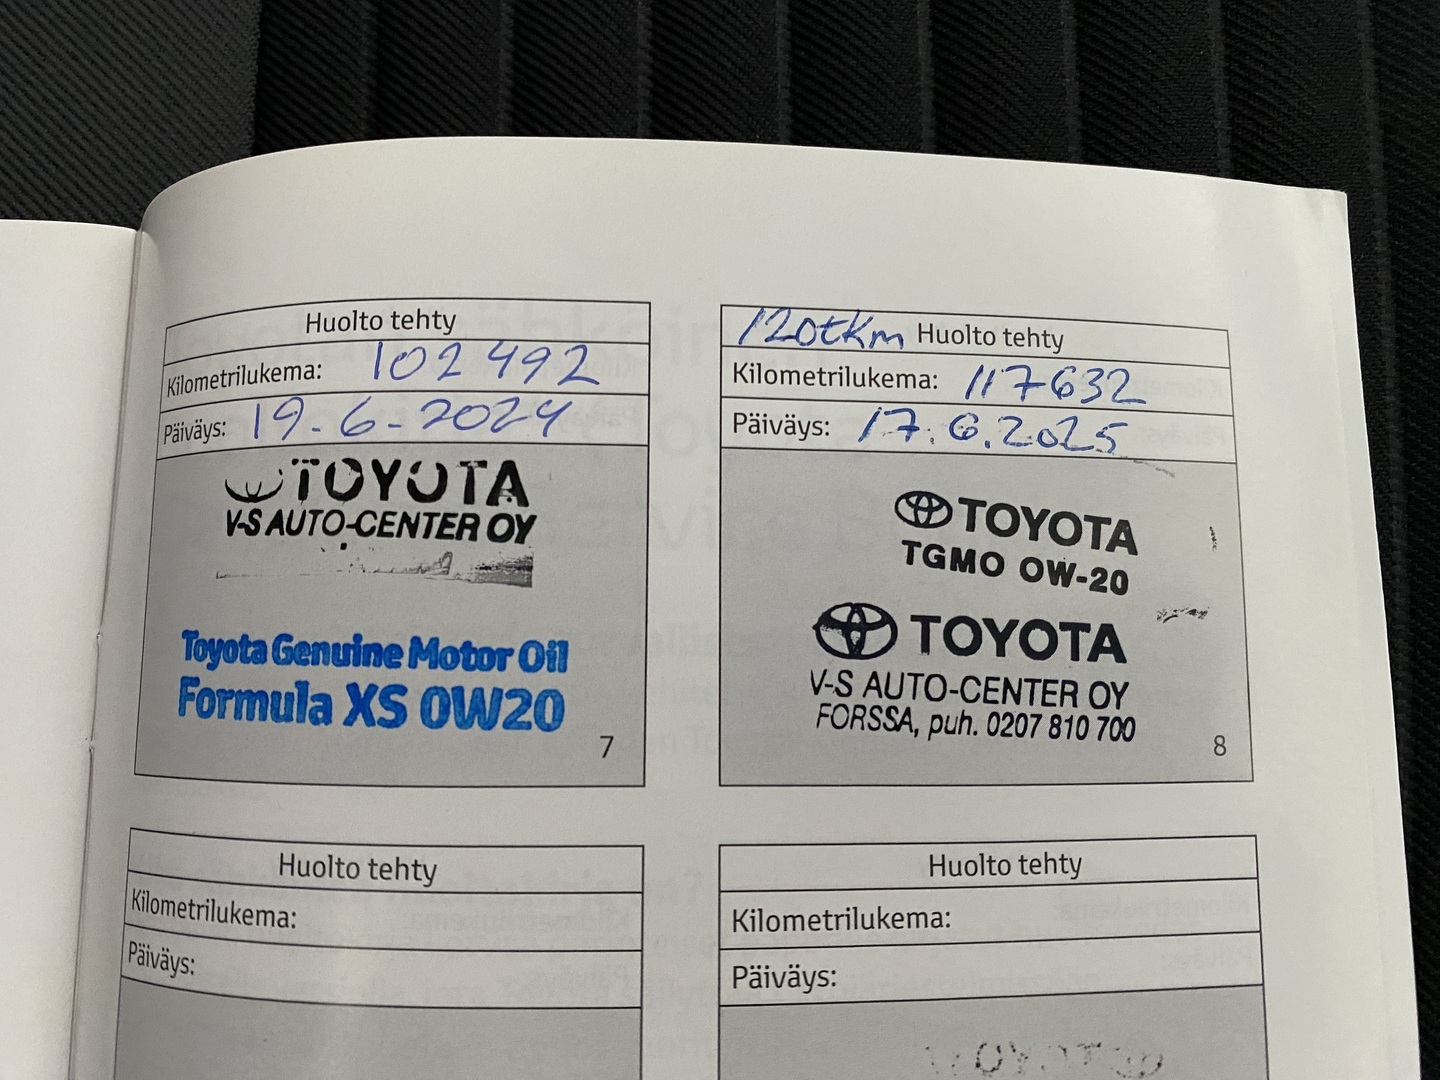 Huolto tehty
Kilometrilukema: 102492
Päiväys: 19-6-2024
TOYOTA
V-S AUTO-CENTER OY
Toyota Genuine Motor Oil
Formula XS 0W20
7
120tkm Huolto tehty
Kilometrilukema: 117632
Päiväys: 17.6.2025
TOYOTA
TGMO 0W-20
TOYOTA
V-S AUTO-CENTER OY
FORSSA, puh. 0207 810 700
8
Huolto tehty
Kilometrilukema:
Päiväys:
Huolto tehty
Kilometrilukema:
Päiväys: